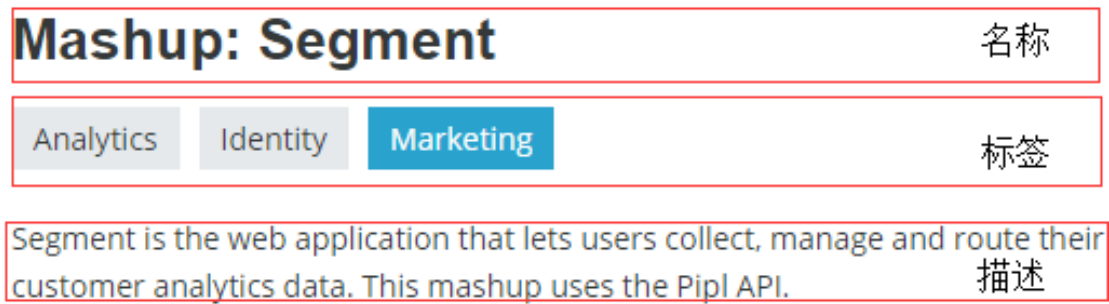 Mashup: Segment 名称
Analytics Identity Marketing 标签
Segment is the web application that lets users collect, manage and route their
customer analytics data. This mashup uses the Pipl API. 描述